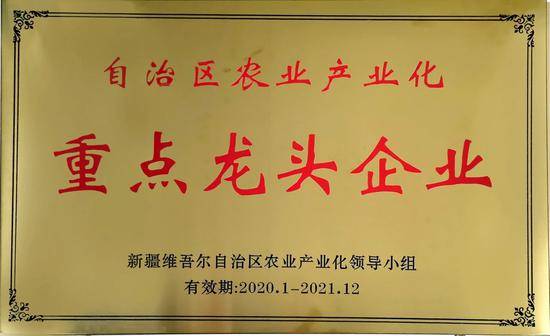 自治区农业产业化
重点龙头企业
新疆维吾尔自治区农业产业化领导小组
有效期:2020.1-2021.12